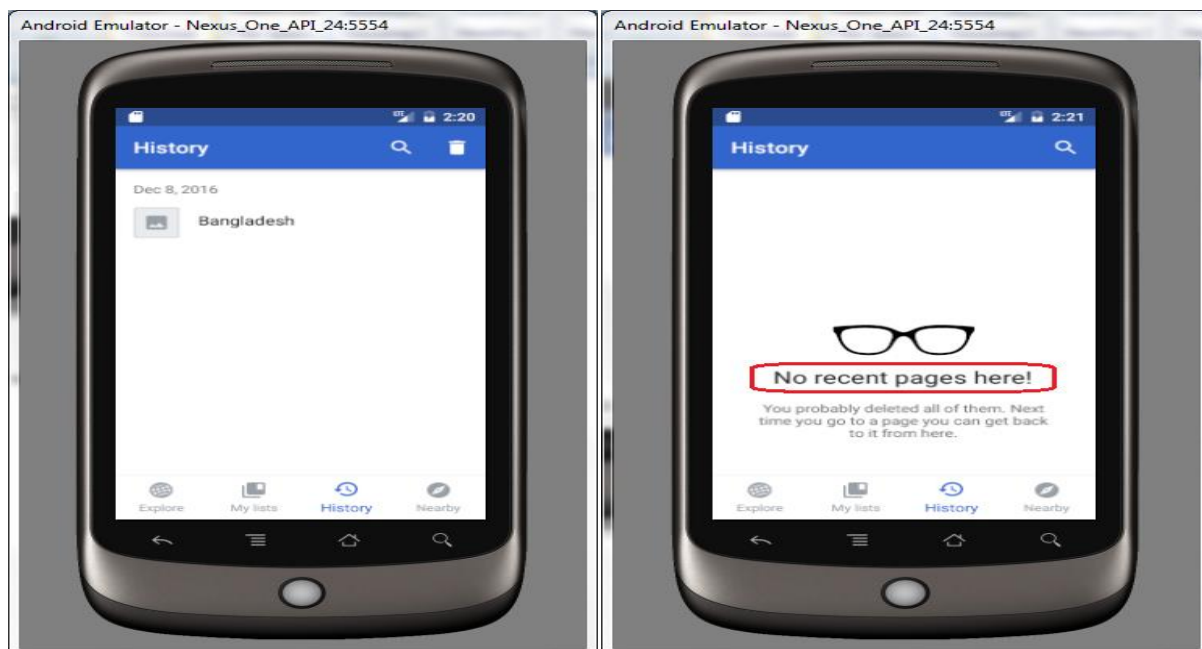 Android Emulator - Nexus_One_API_24:5554
2:20
History
Dec 8, 2016
Bangladesh
Explore My lists History Nearby
Android Emulator - Nexus_One_API_24:5554
2:21
History
No recent pages here!
You probably deleted all of them. Next
time you go to a page you can get back
to it from here.
Explore My lists History Nearby